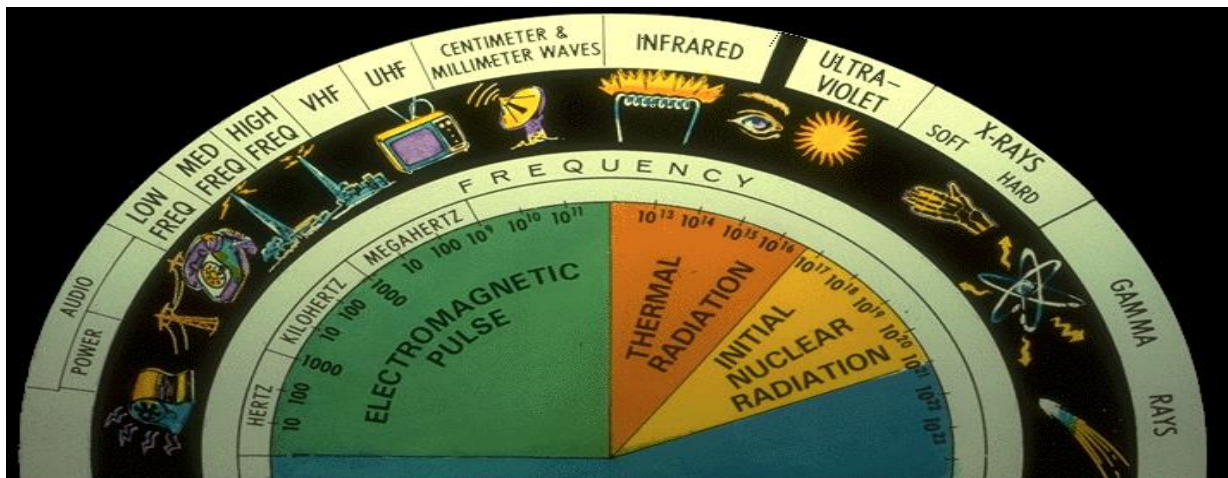 AUDIO
POWER
LOW
FREQ
MED
FREQ
HIGH
FREQ
VHF
UHF
CENTIMETER &
MILLIMETER WAVES
INFRARED
ULTRA-
VIOLET
X-RAYS
SOFT
HARD
GAMMA
RAYS
FREQUENCY
HERTZ
KILOHERTZ
MEGAHERTZ
1
10
100
1000
10
100
1000
10
100
10⁹
10¹⁰
10¹¹
10¹³
10¹⁴
10¹⁵
10¹⁶
10¹⁷
10¹⁸
10¹⁹
10²⁰
10²¹
10²²
10²³
ELECTROMAGNETIC
PULSE
THERMAL
RADIATION
INITIAL
NUCLEAR
RADIATION